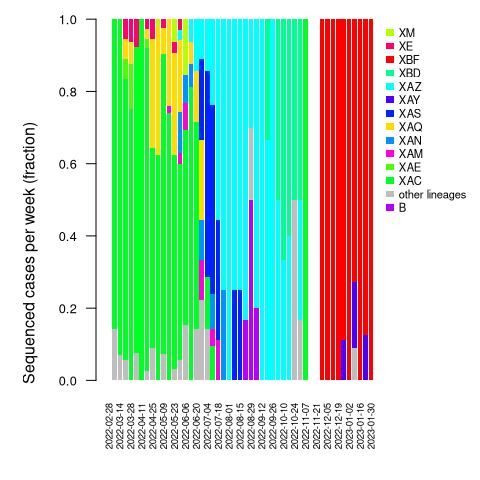 Sequenced cases per week (fraction)
1.0
0.8
0.6
0.4
0.2
0.0
XM
XE
XBF
XBD
XAZ
XAY
XAS
XAQ
XAN
XAM
XAE
XAC
other lineages
B
2022-02-28
2022-03-14
2022-03-28
2022-04-11
2022-04-25
2022-05-09
2022-05-23
2022-06-06
2022-06-20
2022-07-04
2022-07-18
2022-08-01
2022-08-15
2022-08-29
2022-09-12
2022-09-26
2022-10-10
2022-10-24
2022-11-07
2022-11-21
2022-12-05
2022-12-19
2023-01-02
2023-01-16
2023-01-30